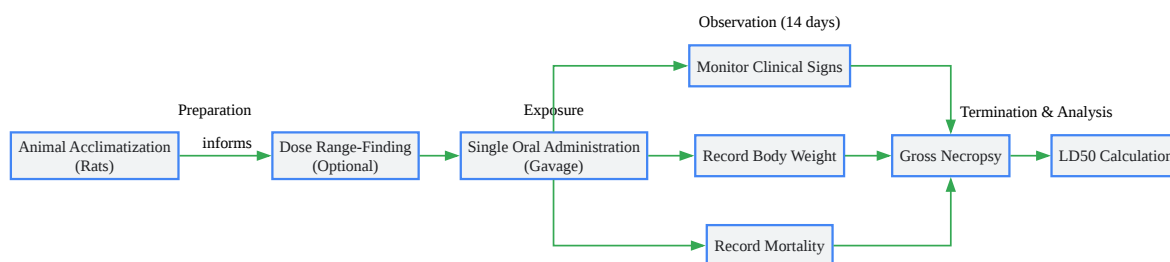 Observation (14 days)
Monitor Clinical Signs
Preparation
Exposure
Termination & Analysis
informs
Animal Acclimatization
(Rats)
Dose Range-Finding
(Optional)
Single Oral Administration
(Gavage)
Record Body Weight
Gross Necropsy
LD50 Calculation
Record Mortality